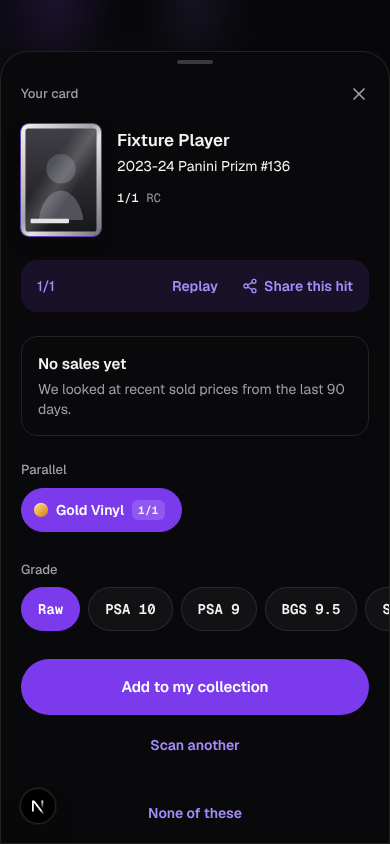 Your card
Fixture Player
2023-24 Panini Prizm #136
1/1 RC
1/1
Replay
Share this hit
No sales yet
We looked at recent sold prices from the last 90
days.
Parallel
Gold Vinyl 1/1
Grade
Raw
PSA 10
PSA 9
BGS 9.5
Add to my collection
Scan another
N
None of these